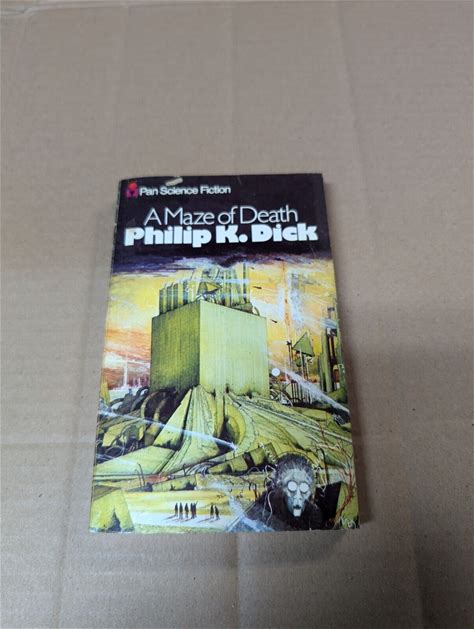 Pan Science Fiction
A Maze of Death
Philip K. Dick